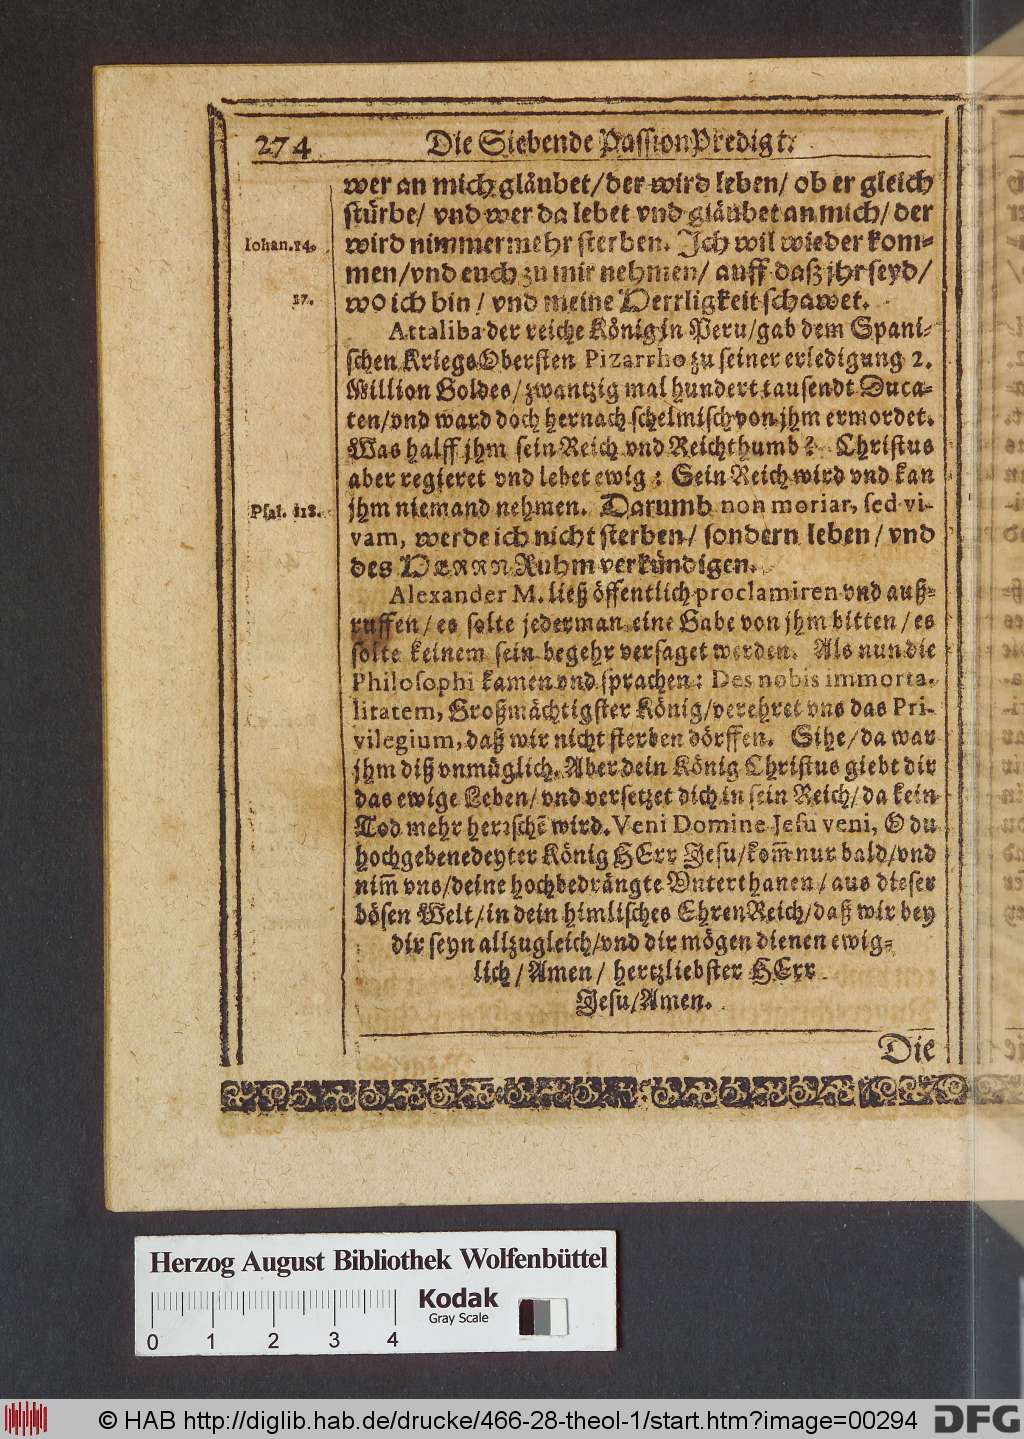 274 Die Siebende PassionPredigt.
wer an mich gläubet/ der wird leben/ ob er gleich
stürbe/ vnd wer da lebet vnd gläubet an mich/ der
Iohan. 14. wird nimmermehr sterben. Ich wil wieder kom-
men/ vnd euch zu mir nehmen/ auff daß jhr seyd/
17. wo ich bin/ vnd meine Herrligkeit schawet.
Attaliba der reiche König in Peru/ gab dem Spani-
schen KriegsObersten Pizarrho zu seiner erledigung 2.
Million Goldes/ zwantzig mal hundert tausendt Duca-
ten/ vnd ward doch hernach schelmisch von jhm ermordet.
Was halff jhm sein Reich vnd Reichthumb? Christus
aber regieret vnd lebet ewig: Sein Reich wird vnd kan
Psal. 118. jhm niemand nehmen. Darumb non moriar, sed vi-
vam, werde ich nicht sterben/ sondern leben/ vnd
des HERRN Ruhm verkündigen.
Alexander M. ließ öffentlich proclamiren vnd auß-
ruffen/ es solte jederman eine Gabe von jhm bitten/ es
solte keinem sein begehr versaget werden. Als nun die
Philosophi kamen vnd sprachen: Des nobis immorta-
litatem, Großmächtigster König/ verehret vns das Pri-
vilegium, daß wir nicht sterben dörffen. Sihe/ da war
jhm diß vnmüglich. Aber dein König Christus giebt dir
das ewige Leben/ vnd versetzet dich in sein Reich/ da kein
Tod mehr herrschē wird. Veni Domine Jesu veni, O du
hochgebenedeyter König HErr Jesu/ kom̄ nur bald/ vnd
nim̄ vns/ deine hochbedrängte Vnterthanen/ aus dieser
bösen Welt/ in dein himlisches EhrenReich/ daß wir bey
dir seyn allzugleich/ vnd dir mögen dienen ewig-
lich/ Amen/ hertzliebster HErr
Jesu/ Amen.
Die
Herzog August Bibliothek Wolfenbüttel
Kodak
Gray Scale
0 1 2 3 4
© HAB http://diglib.hab.de/drucke/466-28-theol-1/start.htm?image=00294
DFG